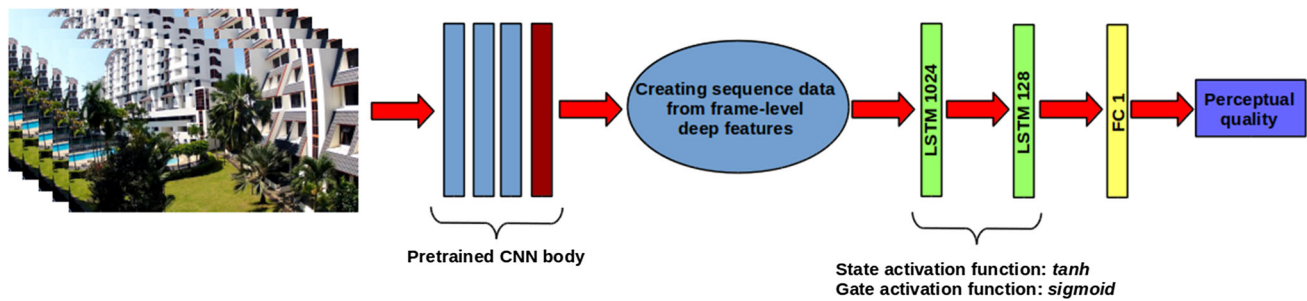 Creating sequence data
from frame-level
deep features
LSTM 1024
LSTM 128
FC 1
Perceptual
quality
Pretrained CNN body
State activation function: tanh
Gate activation function: sigmoid